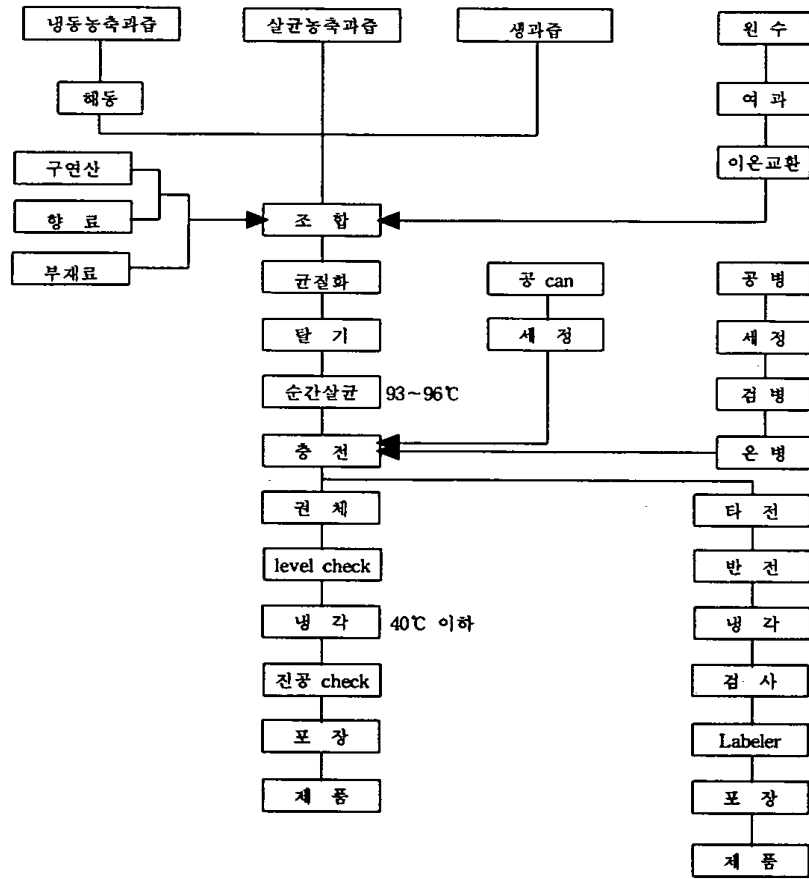 냉동농축과즙 살균농축과즙 생과즙 원 수
해동 여 과
구연산 이온교환
향 료 조 합
부재료 균질화 공 can 공 병
탈 기 세 정 세 정
순간살균 93～96℃ 검 병
충 전 온 병
권 체 타 전
level check 반 전
냉 각 40℃ 이하 냉 각
진공 check 검 사
포 장 Labeler
제 품 포 장
제 품